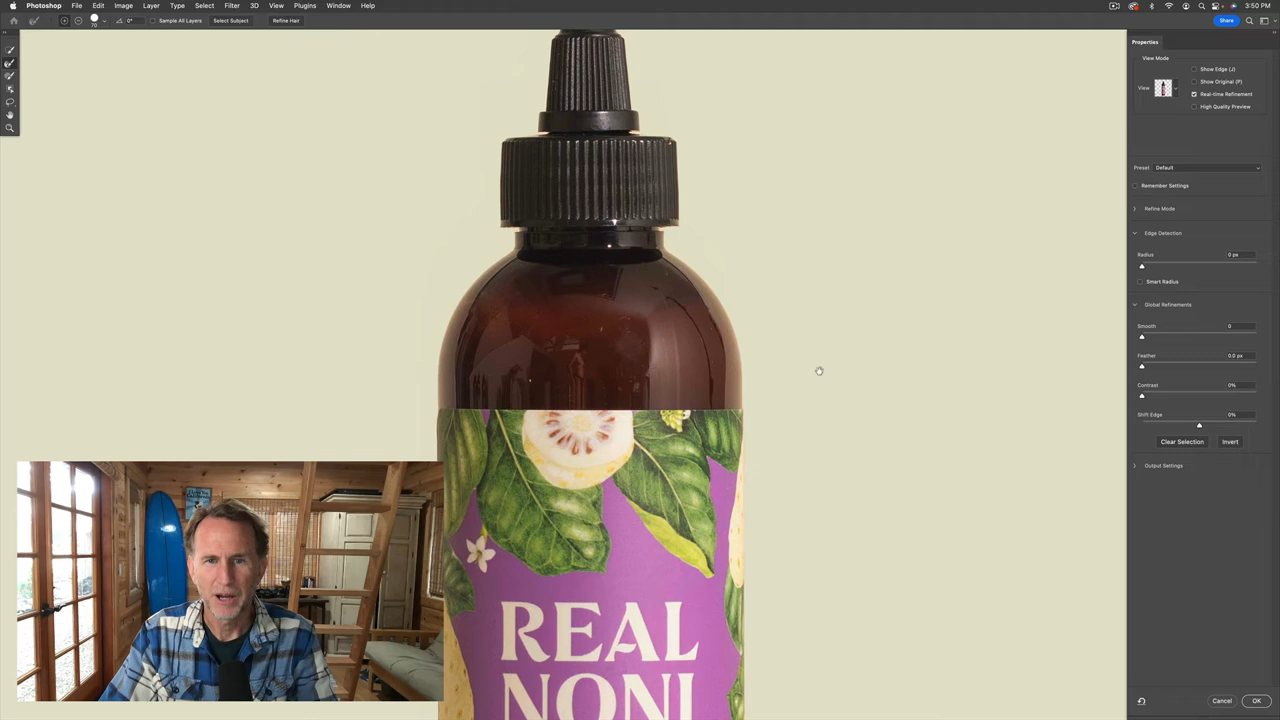 Photoshop File Edit Image Layer Type Select Filter 3D View Plugins Window Help 3:50 PM
70 0° Sample All Layers Select Subject Refine Hair Share
Properties
View Mode
Show Edge (J)
Show Original (P)
View
Real-time Refinement
High Quality Preview
Preset Default
Remember Settings
Refine Mode
Edge Detection
Radius 0 px
Smart Radius
Global Refinements
Smooth 0
Feather 0.0 px
Contrast 0%
Shift Edge 0%
Clear Selection Invert
Output Settings
REAL
NONI
Cancel OK